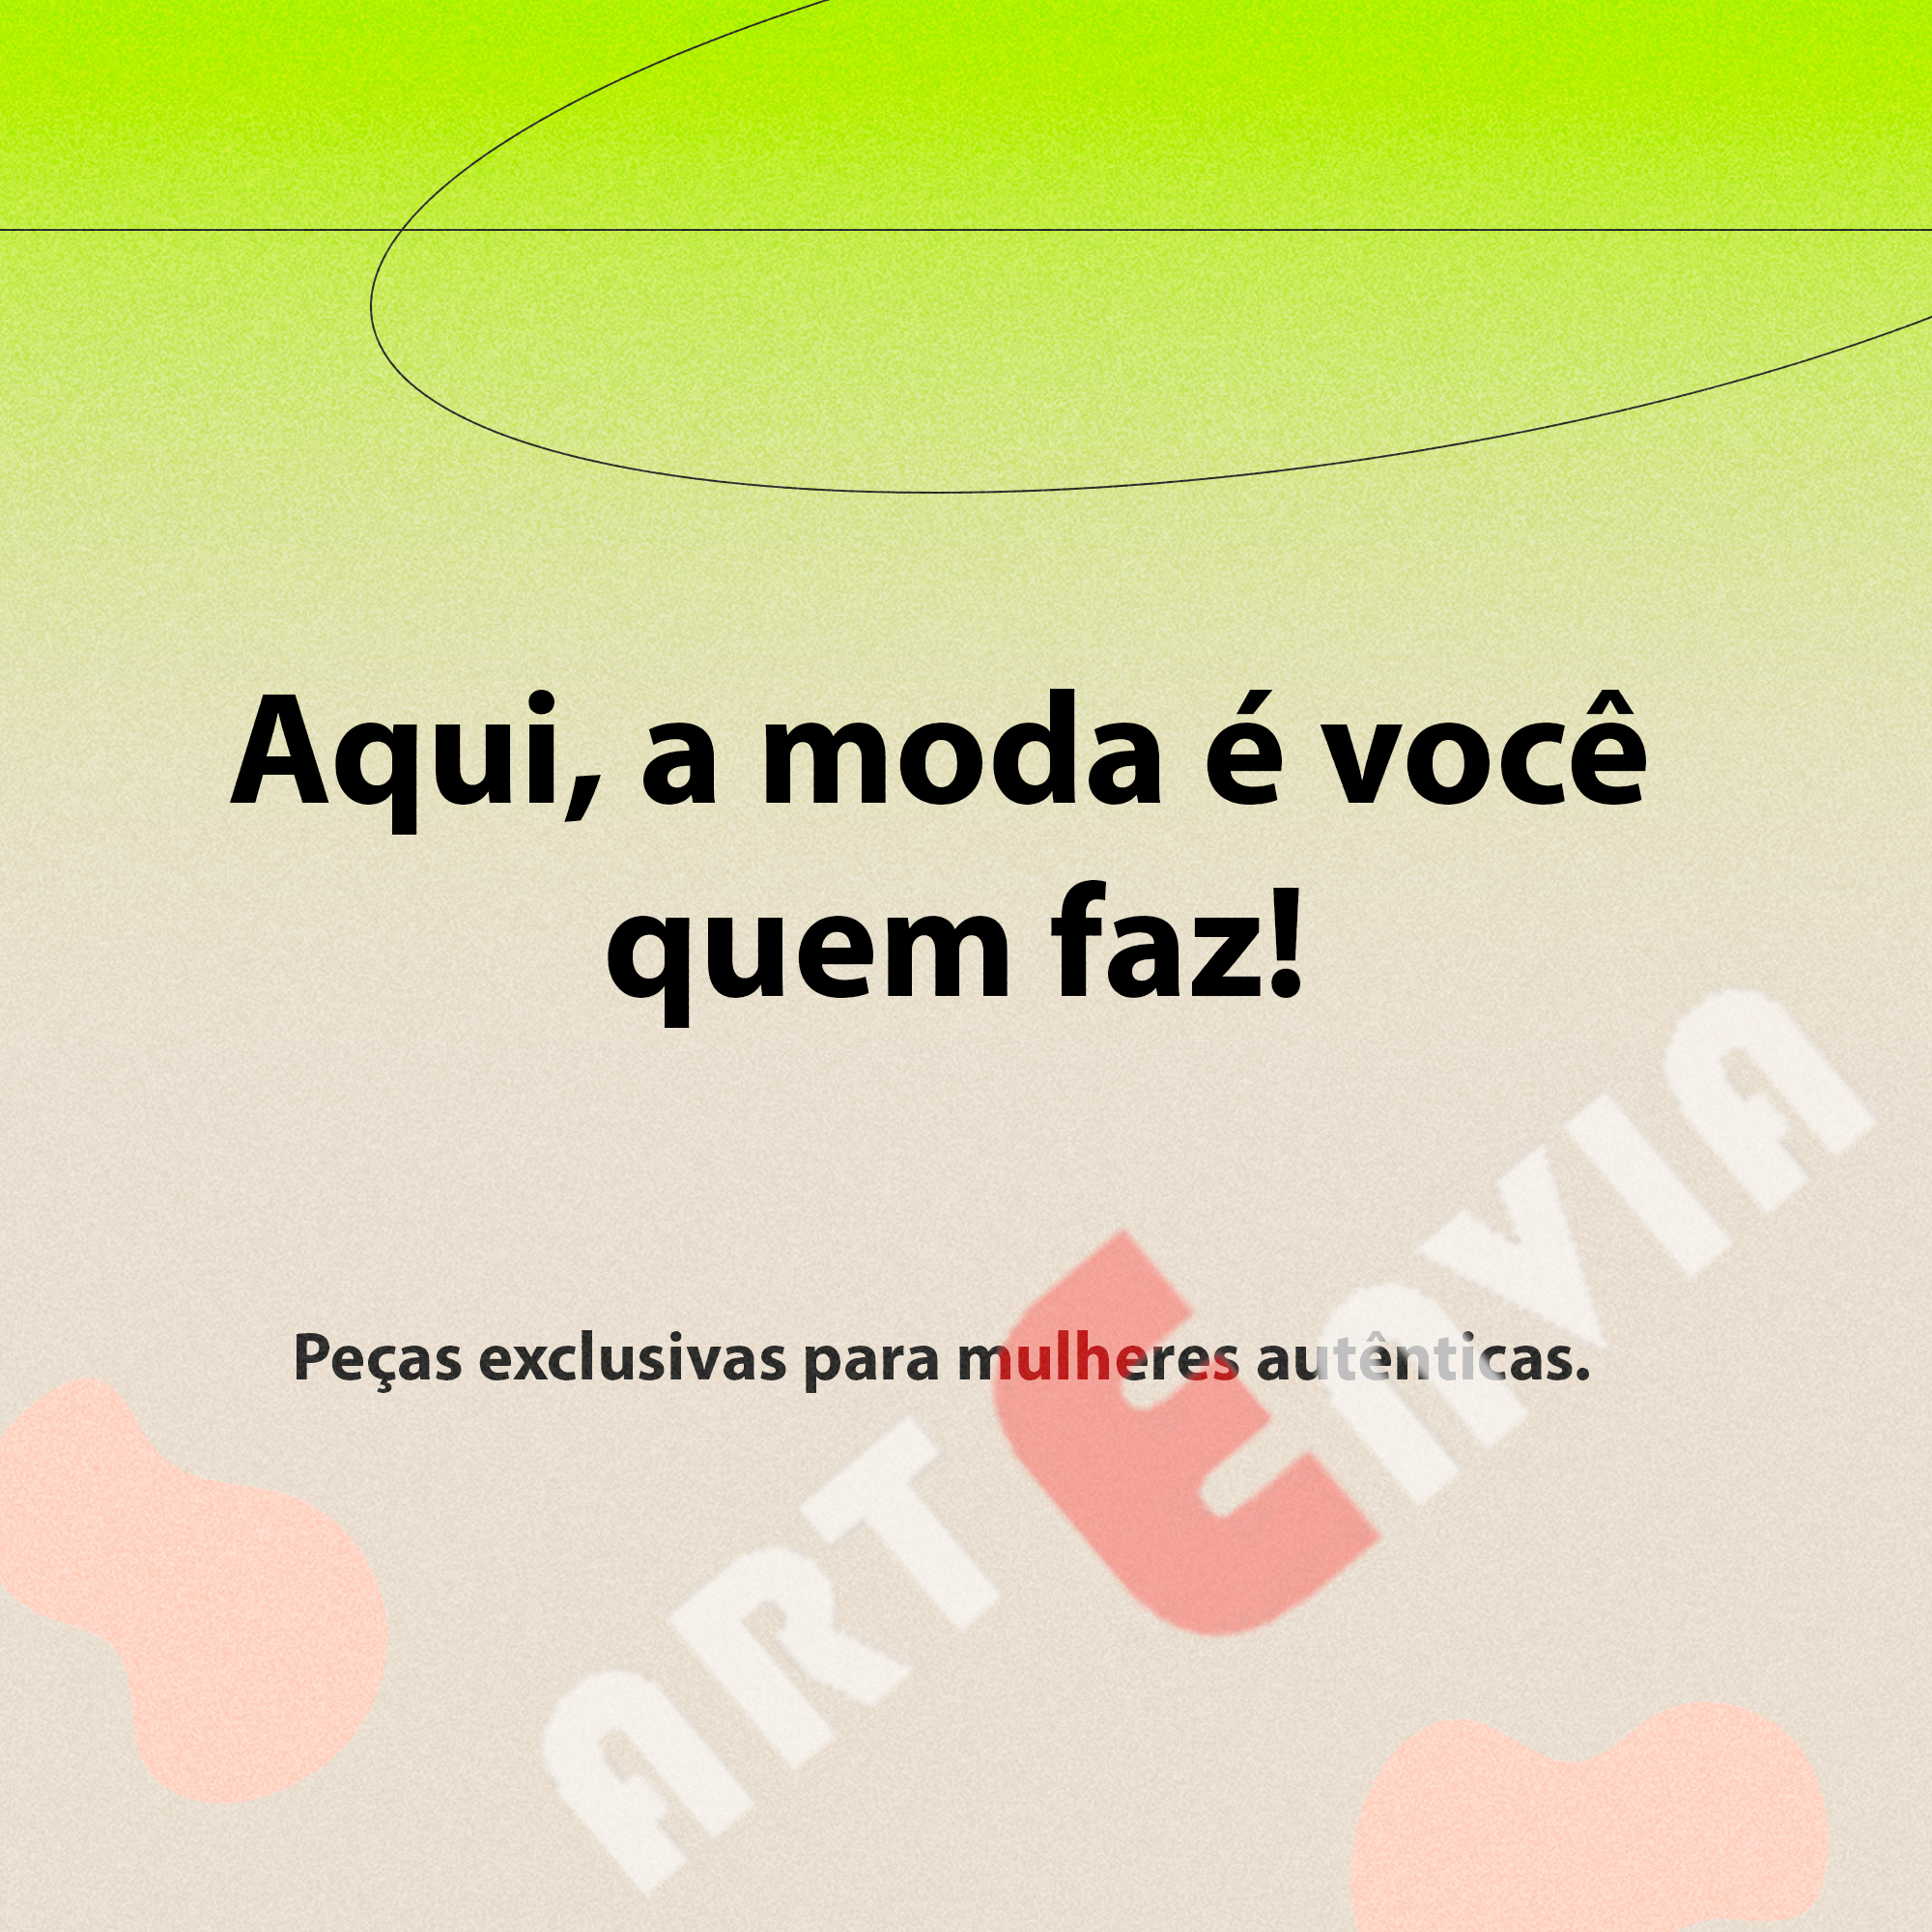 Aqui, a moda é você
quem faz!
Peças exclusivas para mulheres autênticas.
ARTENVIA